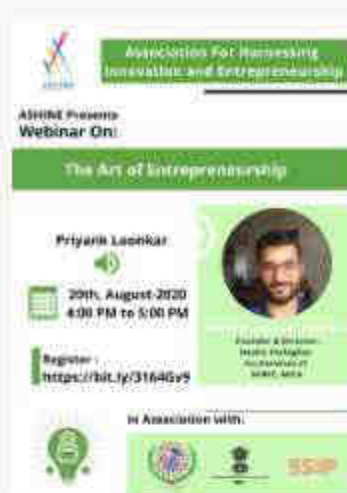 Association For Harnessing
Innovation and Entrepreneurship
ASHINE Presents
Webinar On:
The Art of Entrepreneurship
Priyank Loonkar
20th, August-2020
4:00 PM to 5:00 PM
Register :
https://bit.ly/3164Gv9
Founder & Director
In Association with:
SSIP